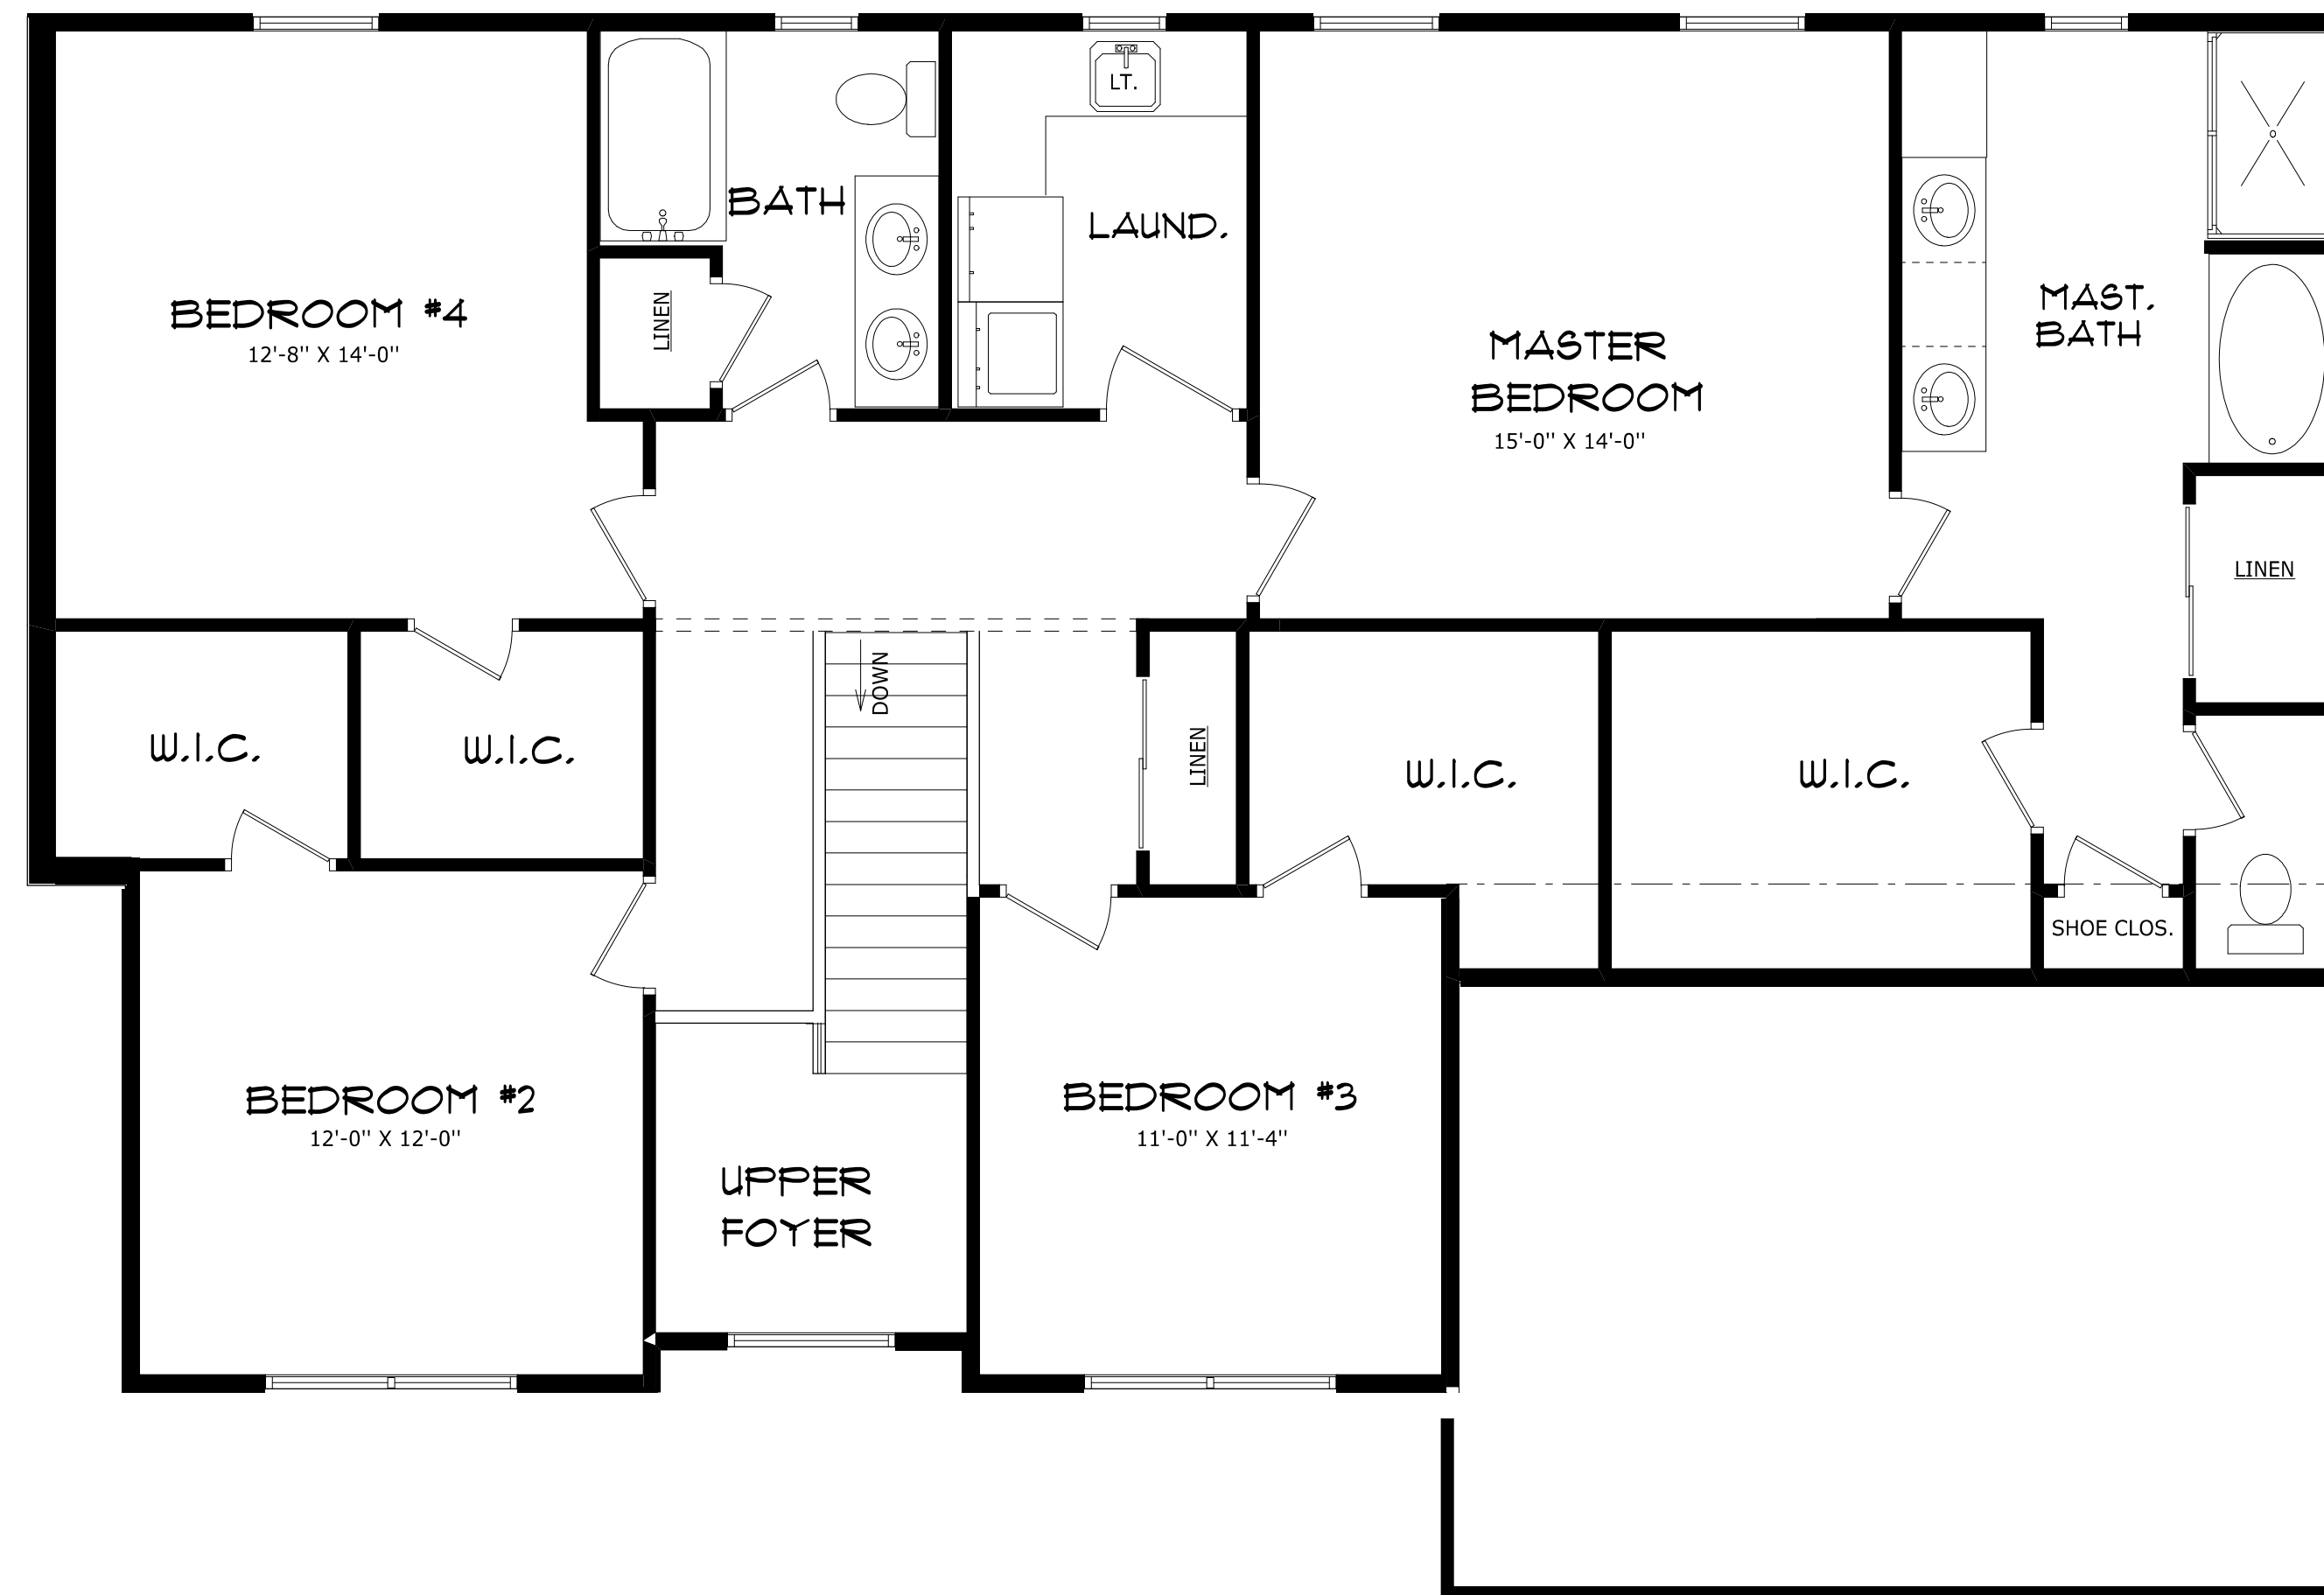 LT.
BATH
LAUND.
BEDROOM #4
12'-8" X 14'-0"
LINEN
MASTER
BEDROOM
15'-0" X 14'-0"
MAST.
BATH
LINEN
DOWN
W.I.C.
W.I.C.
LINEN
W.I.C.
W.I.C.
SHOE CLOS.
BEDROOM #2
12'-0" X 12'-0"
BEDROOM #3
11'-0" X 11'-4"
UPPER
FOYER